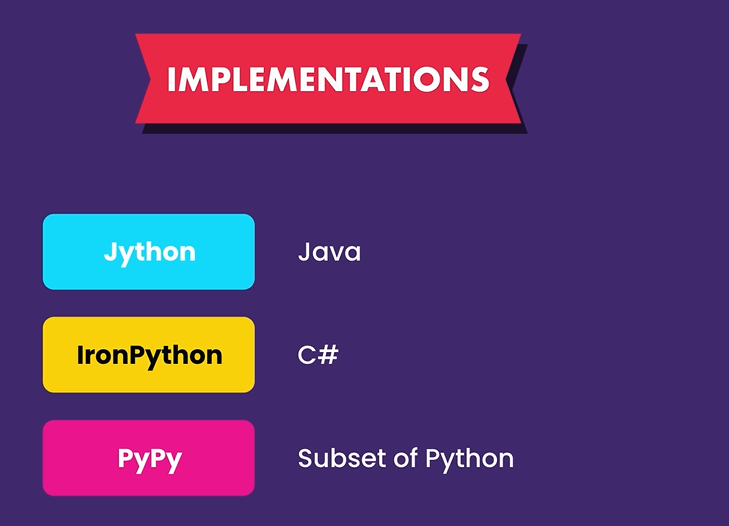 IMPLEMENTATIONS
Jython Java
IronPython C#
PyPy Subset of Python